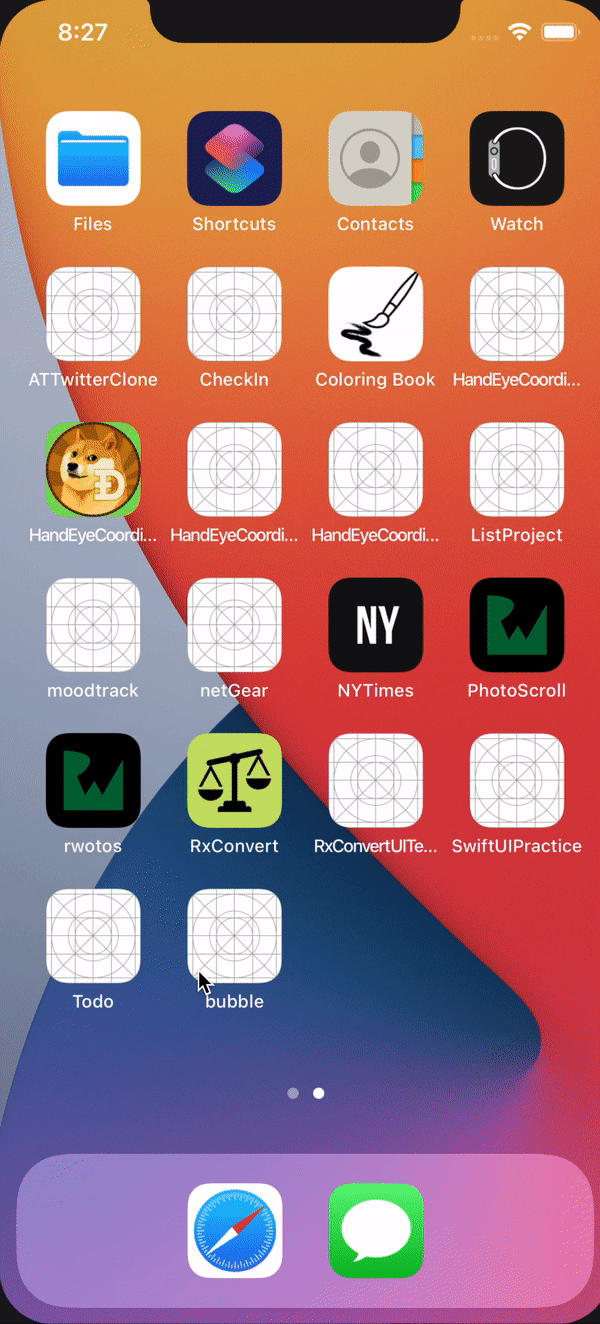 8:27
Files
Shortcuts
Contacts
Watch
ATTwitterClone
CheckIn
Coloring Book
HandEyeCoordi...
HandEyeCoordi...
HandEyeCoordi...
HandEyeCoordi...
ListProject
moodtrack
netGear
NY
NYTimes
PhotoScroll
rwotos
RxConvert
RxConvertUITe...
SwiftUIPractice
Todo
bubble